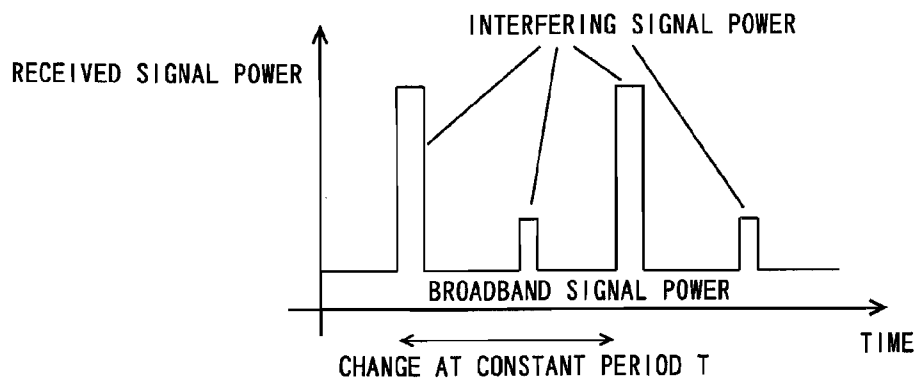 INTERFERING SIGNAL POWER
RECEIVED SIGNAL POWER
BROADBAND SIGNAL POWER
TIME
CHANGE AT CONSTANT PERIOD T